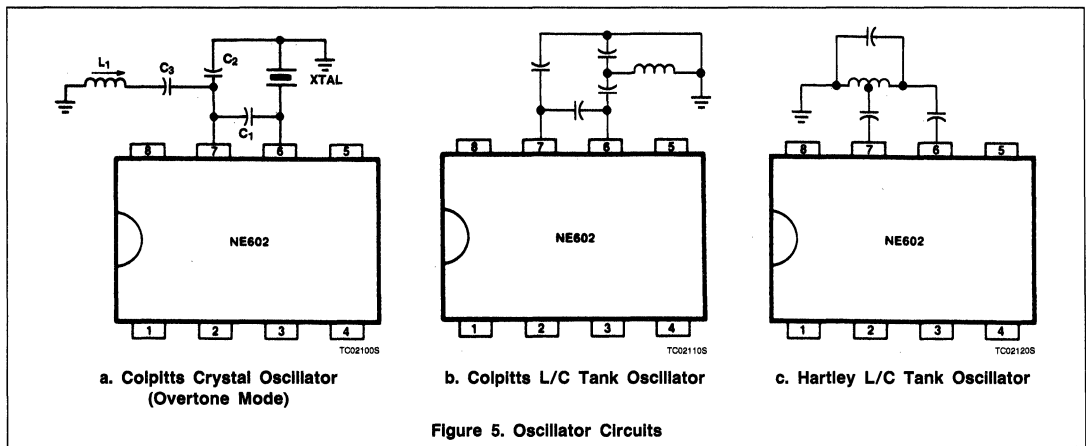 L1
C3
C2
XTAL
C1
8 7 6 5
NE602
1 2 3 4
TC02100S
a. Colpitts Crystal Oscillator
(Overtone Mode)
8 7 6 5
NE602
1 2 3 4
TC02110S
b. Colpitts L/C Tank Oscillator
8 7 6 5
NE602
1 2 3 4
TC02120S
c. Hartley L/C Tank Oscillator
Figure 5. Oscillator Circuits